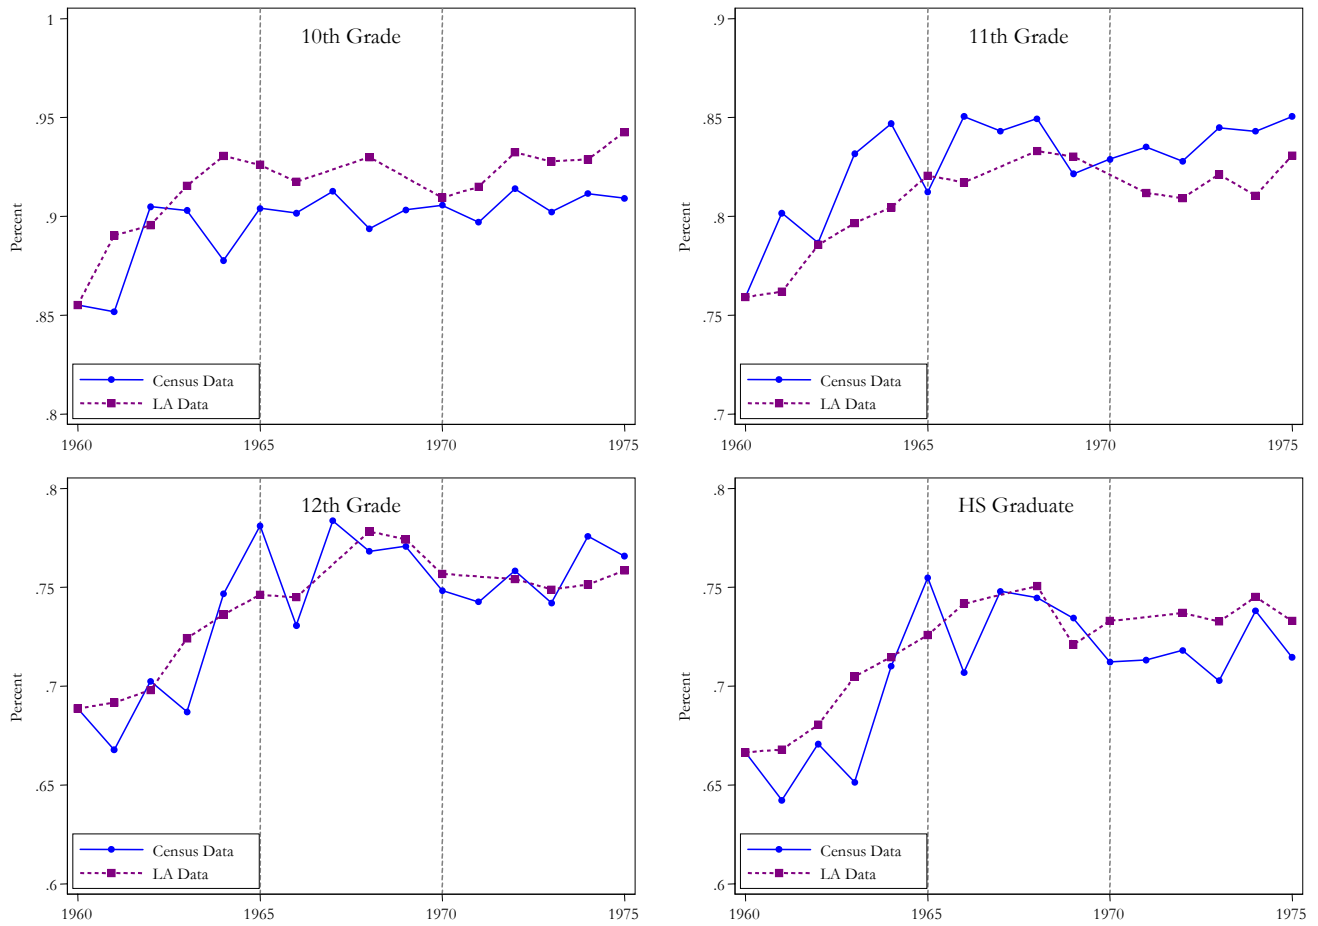 10th Grade
Percent
1
.95
.9
.85
.8
Census Data
LA Data
1960
1965
1970
1975
11th Grade
Percent
.9
.85
.8
.75
.7
Census Data
LA Data
1960
1965
1970
1975
12th Grade
Percent
.8
.75
.7
.65
.6
Census Data
LA Data
1960
1965
1970
1975
HS Graduate
Percent
.8
.75
.7
.65
.6
Census Data
LA Data
1960
1965
1970
1975